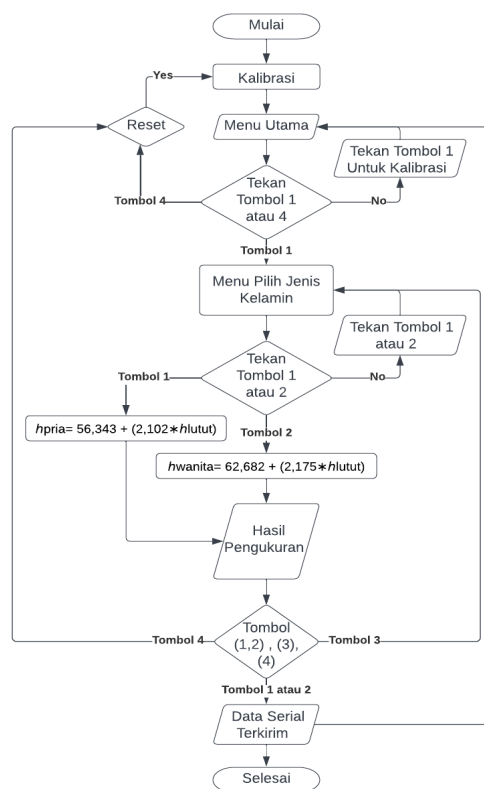 Mulai
Yes
Kalibrasi
Reset
Menu Utama
Tekan Tombol 1
Untuk Kalibrasi
Tekan
Tombol 1
atau 4
Tombol 4
No
Tombol 1
Menu Pilih Jenis
Kelamin
Tekan Tombol 1
atau 2
Tekan
Tombol 1
atau 2
Tombol 1
No
hpria= 56,343 + (2,102∗hlutut)
Tombol 2
hwanita= 62,682 + (2,175*hlutut)
Hasil
Pengukuran
Tombol
(1,2) , (3),
(4)
Tombol 4
Tombol 3
Tombol 1 atau 2
Data Serial
Terkirim
Selesai